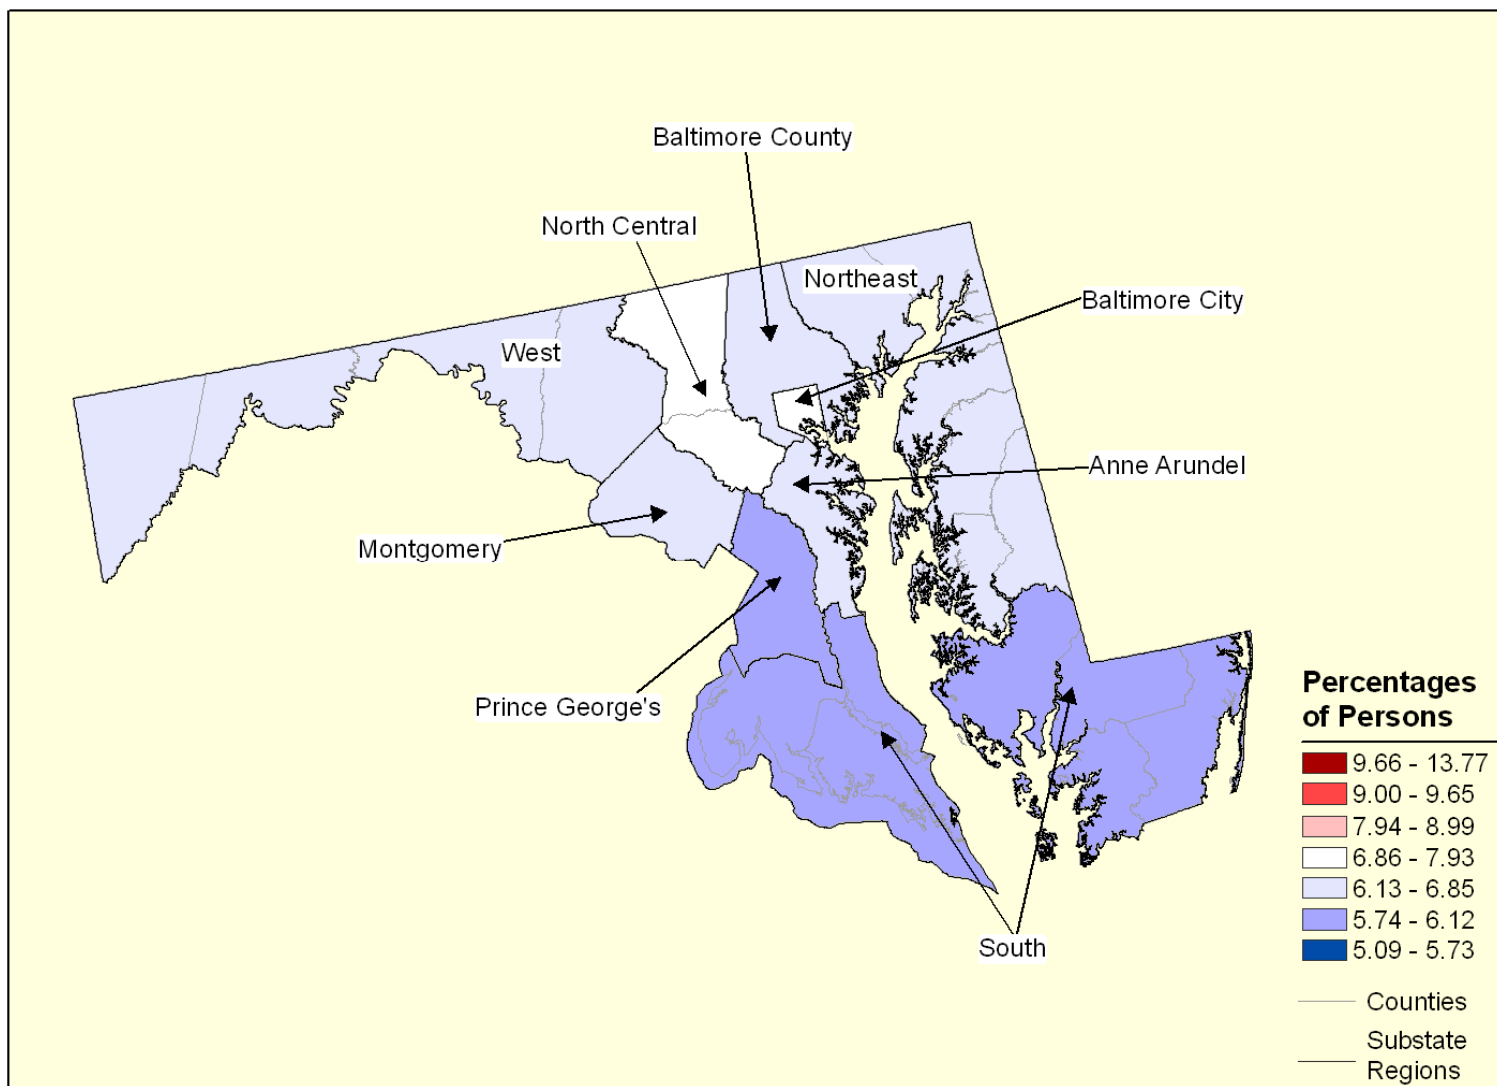 Baltimore County
North Central
Northeast
Baltimore City
West
Anne Arundel
Montgomery
Prince George's
South
Percentages
of Persons
9.66 - 13.77
9.00 - 9.65
7.94 - 8.99
6.86 - 7.93
6.13 - 6.85
5.74 - 6.12
5.09 - 5.73
Counties
Substate
Regions